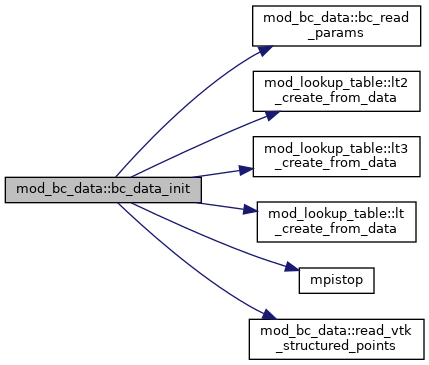 mod_bc_data::bc_read
_params
mod_lookup_table::lt2
_create_from_data
mod_lookup_table::lt3
_create_from_data
mod_bc_data::bc_data_init
mod_lookup_table::lt
_create_from_data
mpistop
mod_bc_data::read_vtk
_structured_points